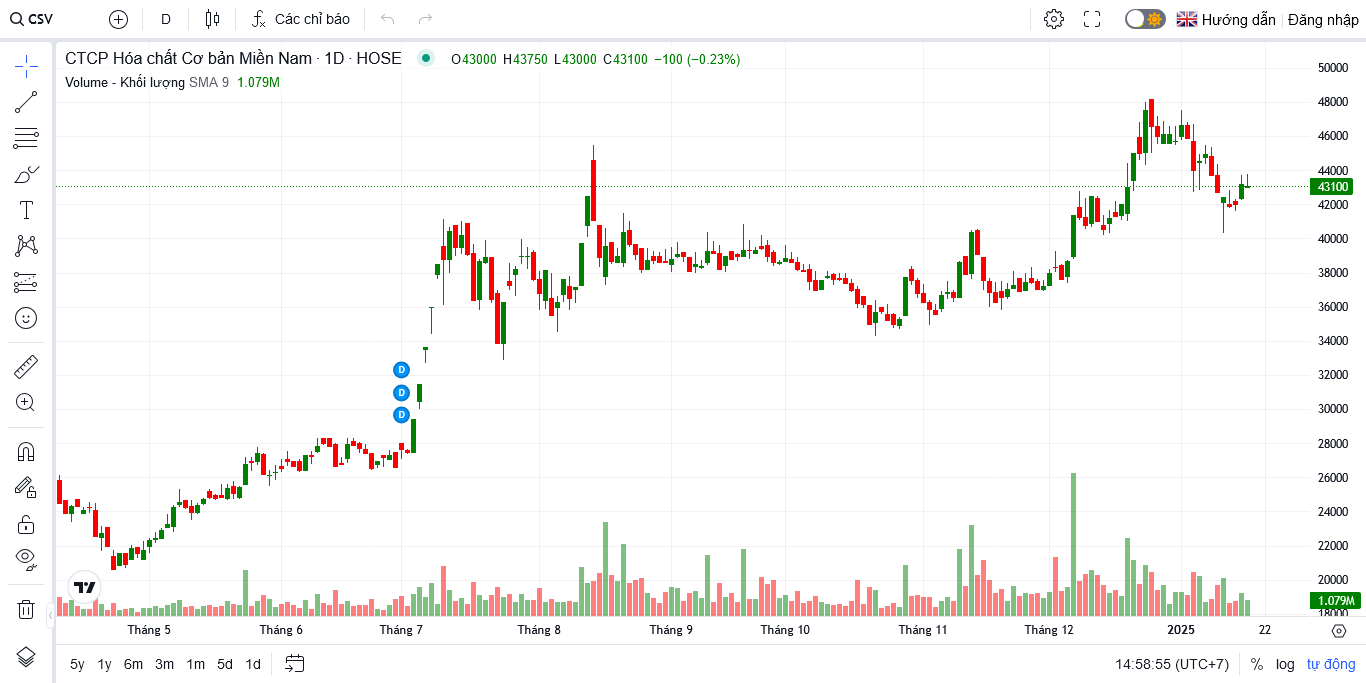 CSV D Các chỉ báo Hướng dẫn Đăng nhập
CTCP Hóa chất Cơ bản Miền Nam · 1D · HOSE O43000 H43750 L43000 C43100 −100 (−0.23%)
Volume - Khối lượng SMA 9 1.079M
50000
48000
46000
44000
43100
42000
40000
38000
36000
34000
32000
30000
28000
26000
24000
22000
20000
1.079M
18000
D
D
D
Tháng 5 Tháng 6 Tháng 7 Tháng 8 Tháng 9 Tháng 10 Tháng 11 Tháng 12 2025 22
5y 1y 6m 3m 1m 5d 1d 14:58:55 (UTC+7) % log tự động